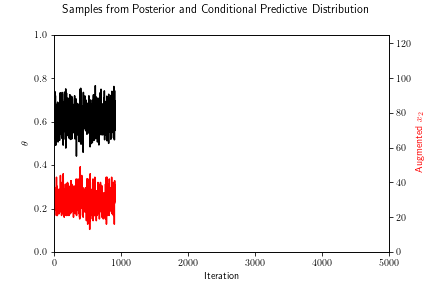 Samples from Posterior and Conditional Predictive Distribution
1.0
0.8
0.6
0.4
0.2
0.0
θ
120
100
80
60
40
20
0
Augmented x₂
0 1000 2000 3000 4000 5000
Iteration